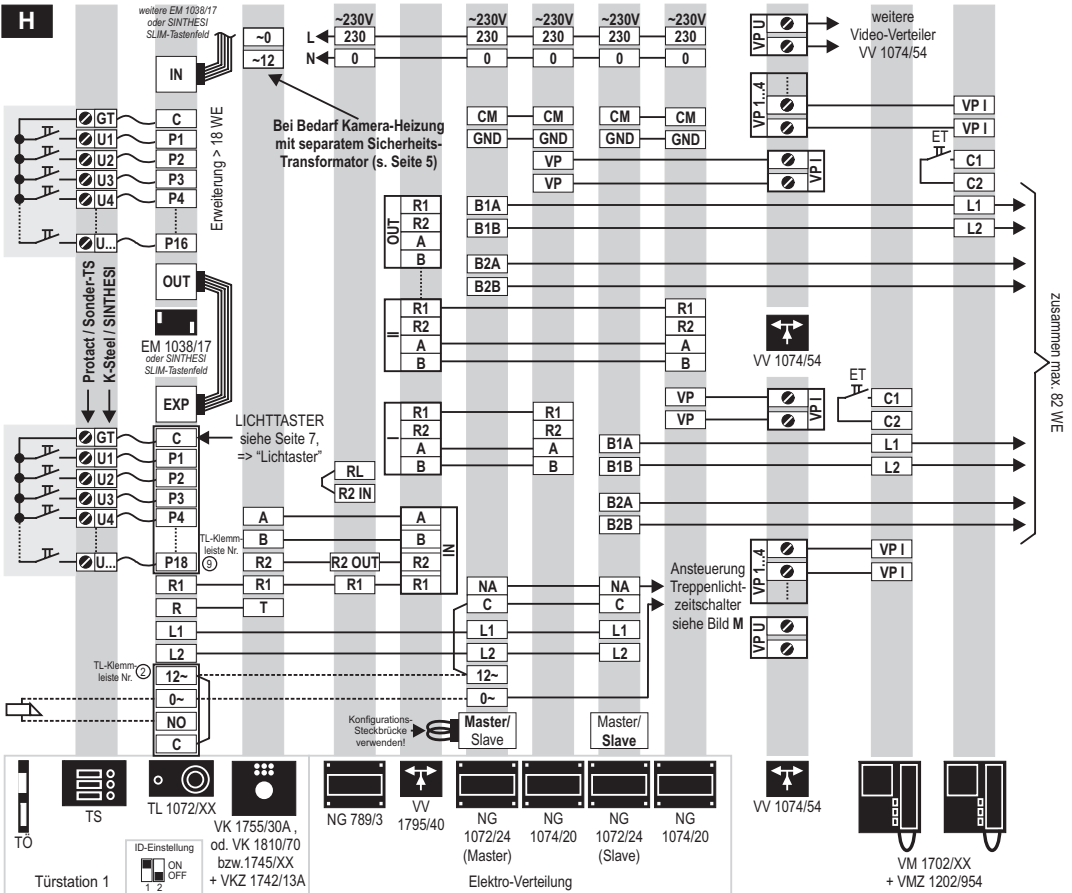 H
weitere EM 1038/17
oder SINTHESI
SLIM-Tastenfeld
IN
~0
~12
L
N
~230V
230
0
~230V
230
0
~230V
230
0
~230V
230
0
~230V
230
0
VP U
weitere
Video-Verteiler
VV 1074/54
Bei Bedarf Kamera-Heizung
mit separatem Sicherheits-
Transformator (s. Seite 5)
GT
U1
U2
U3
U4
U...
C
P1
P2
P3
P4
P16
Erweiterung > 18 WE
CM
CM
CM
CM
GND
GND
GND
GND
VP
VP
VP 1...4
VP I
VP I
VP I
ET
C1
C2
L1
L2
OUT
R1
R2
A
B
B1A
B1B
B2A
B2B
OUT
EM 1038/17
oder SINTHESI
SLIM-Tastenfeld
EXP
Protact / Sonder-TS
K-Steel / SINTHESI
II
R1
R2
A
B
R1
R2
A
B
VV 1074/54
zusammen max. 82 WE
VP
VP
VP I
ET
C1
C2
L1
L2
GT
U1
U2
U3
U4
U...
C
P1
P2
P3
P4
P18
LICHTTASTER
siehe Seite 7,
=> "Lichtaster"
RL
R2 IN
I
R1
R2
A
B
R1
R2
A
B
B1A
B1B
B2A
B2B
TL-Klemm-
leiste Nr. 9
A
B
R2
R1
T
R2 OUT
R1
A
B
R2
R1
IN
R1
R
L1
L2
NA
C
L1
L2
12~
0~
NA
C
L1
L2
Ansteuerung
Treppenlicht-
zeitschalter
siehe Bild M
VP 1...4
VP I
VP I
VP U
TL-Klemm-
leiste Nr. 2
12~
0~
NO
C
Konfigurations-
Steckbrücke
verwenden!
Master/
Slave
Master/
Slave
TÖ
TS
TL 1072/XX
VK 1755/30A ,
od. VK 1810/70
bzw.1745/XX
+ VKZ 1742/13A
ID-Einstellung
ON
OFF
1 2
Türstation 1
NG 789/3
VV
1795/40
NG
1072/24
(Master)
NG
1074/20
NG
1072/24
(Slave)
NG
1074/20
Elektro-Verteilung
VV 1074/54
VM 1702/XX
+ VMZ 1202/954